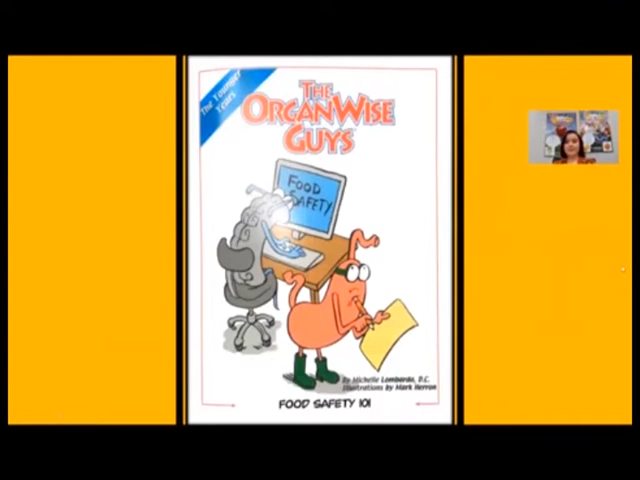 The Younger
Years
THE
ORGANWISE
GUYS
FOOD
SAFETY
By Michelle Lombardo, D.C.
Illustrations by Mark Herron
FOOD SAFETY 101